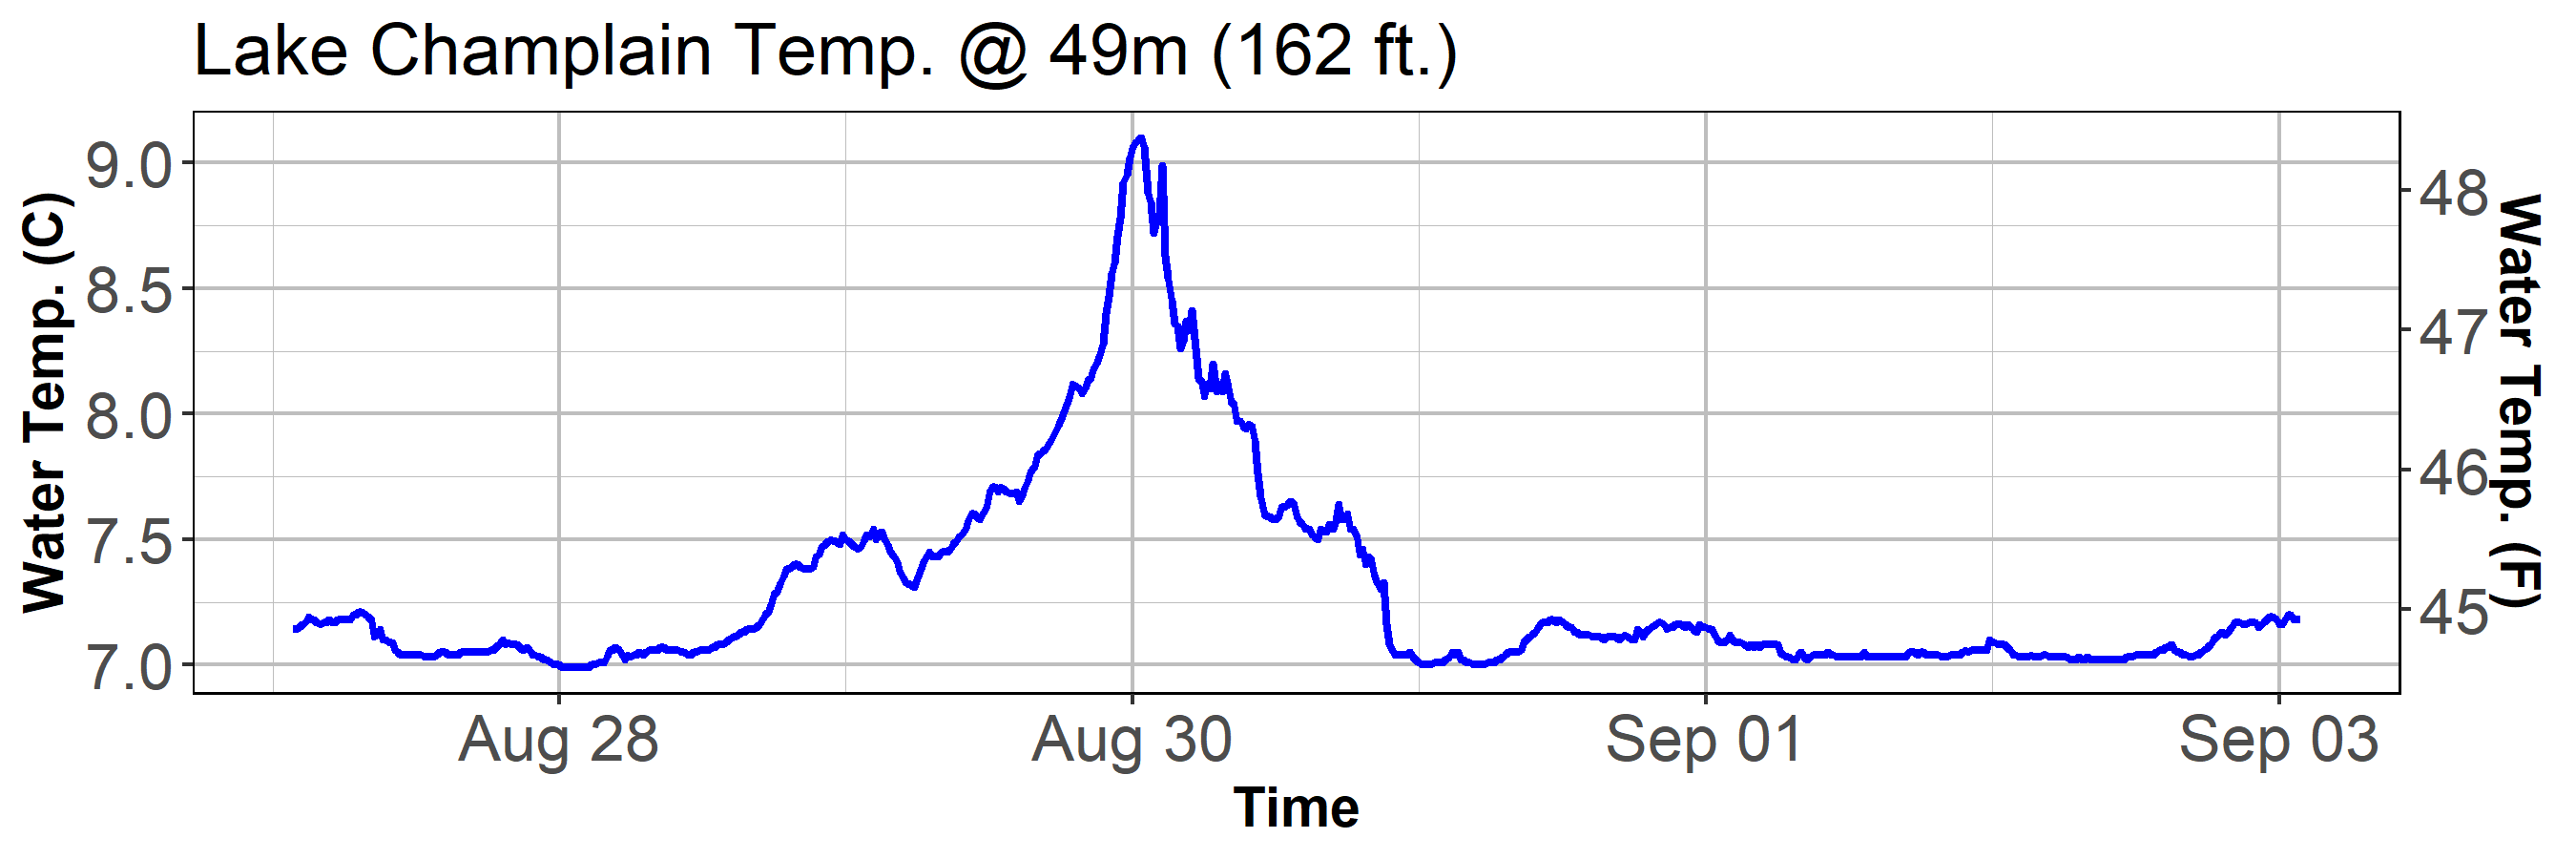 Lake Champlain Temp. @ 49m (162 ft.)
Water Temp. (C)
9.0
8.5
8.0
7.5
7.0
48
47
46
45
Water Temp. (F)
Aug 28
Aug 30
Sep 01
Sep 03
Time